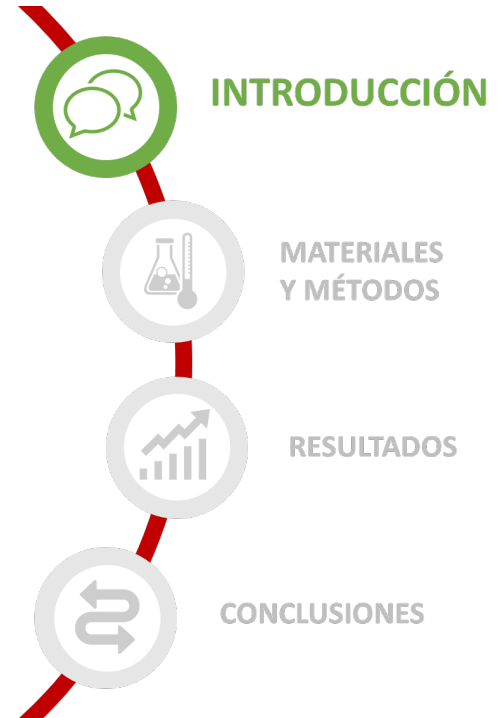 INTRODUCCIÓN
MATERIALES
Y MÉTODOS
RESULTADOS
CONCLUSIONES